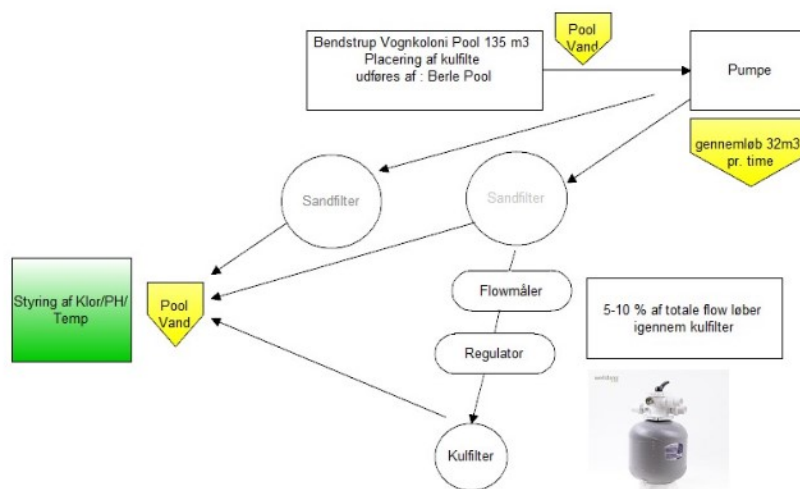 Bendstrup Vognkoloni Pool 135 m3
Placering af kulfilte
udføres af : Berle Pool
Pool
Vand
Pumpe
gennemløb 32m3
pr. time
Sandfilter
Sandfilter
Styring af Klor/PH/
Temp
Pool
Vand
Flowmåler
5-10 % af totale flow løber
igennem kulfilter
Regulator
Kulfilter